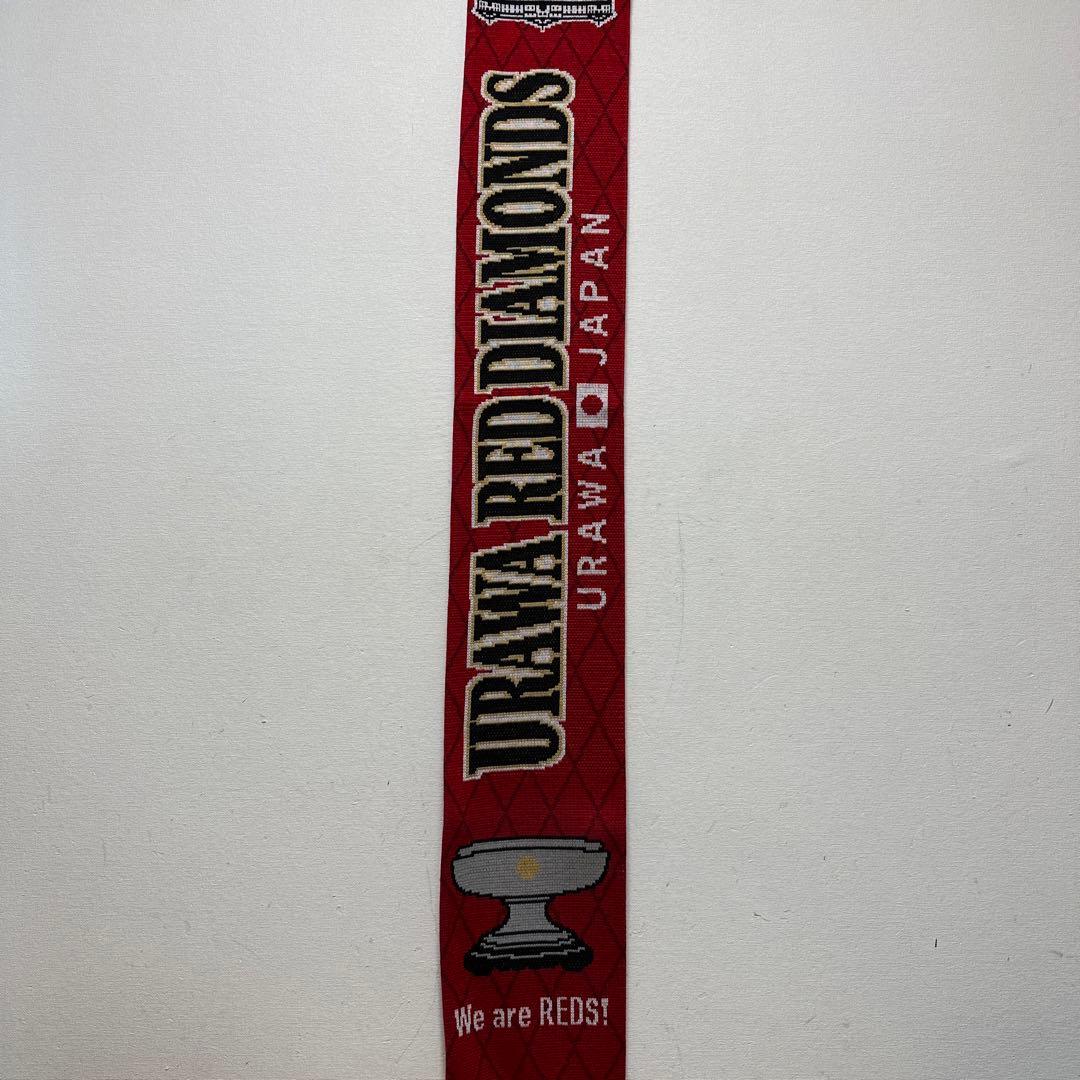 URAWA RED DIAMONDS
URAWA JAPAN
We are REDS!